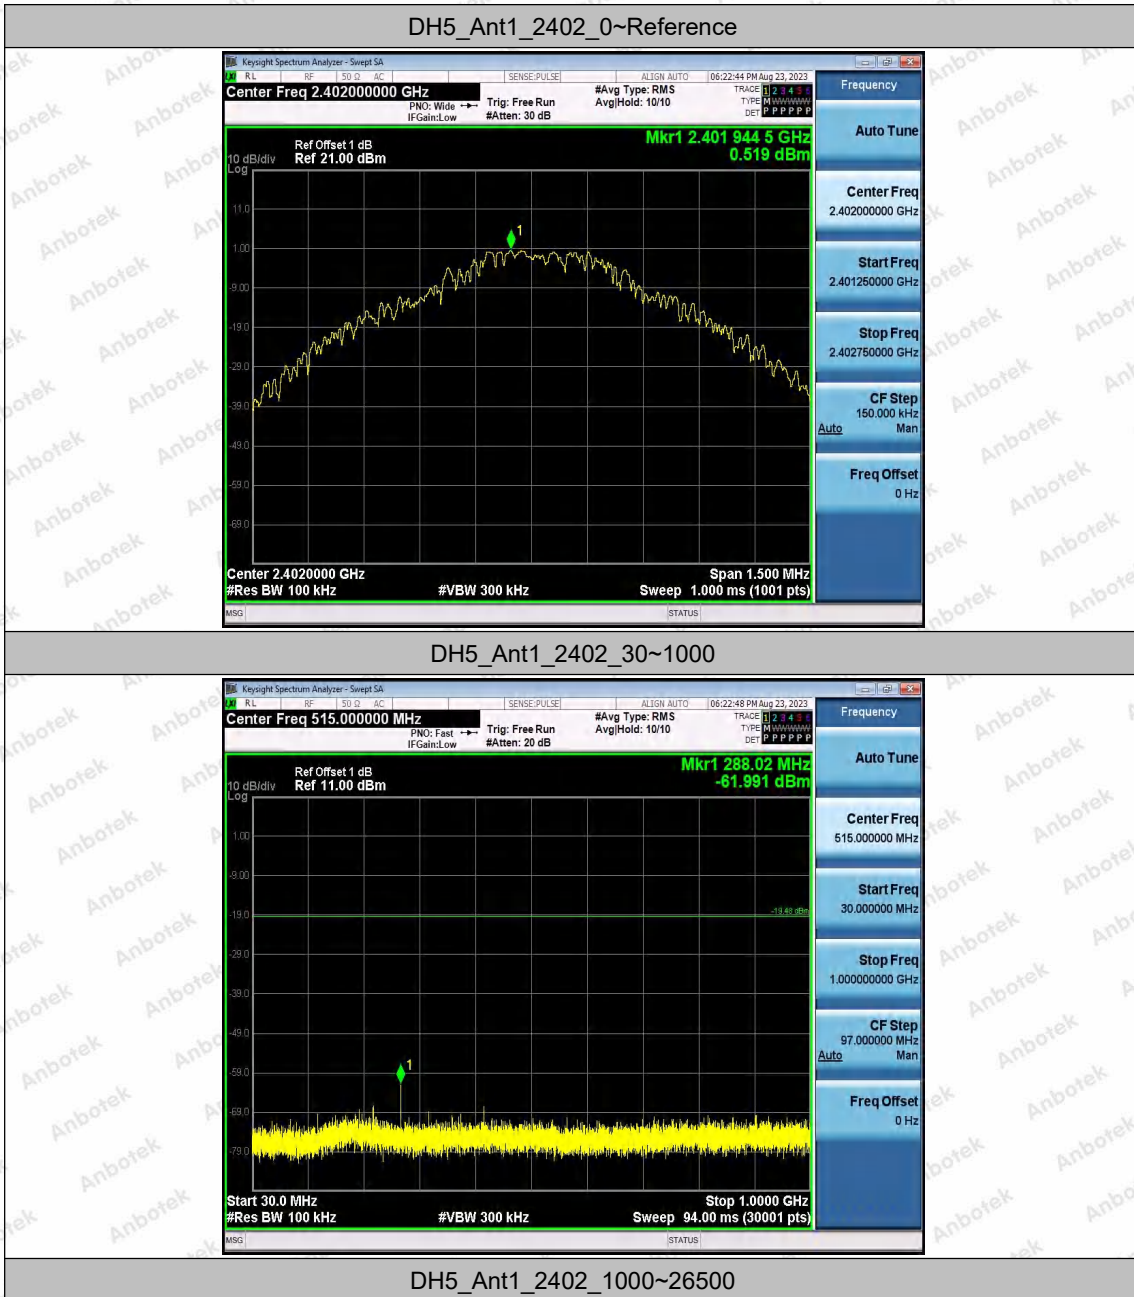 DH5_Ant1_2402_0~Reference
Keysight Spectrum Analyzer - Swept SA
LXI RL RF 50 Ω AC SENSE:PULSE ALIGN AUTO 06:22:44 PM Aug 23, 2023
Center Freq 2.402000000 GHz
PNO: Wide
IFGain:Low
Trig: Free Run
#Atten: 30 dB
#Avg Type: RMS
Avg|Hold: 10/10
TRACE 1 2 3 4 5 6
TYPE M WWWWW
DET P P P P P P
Ref Offset 1 dB
10 dB/div Ref 21.00 dBm
Log
Mkr1 2.401 944 5 GHz
0.519 dBm
11.0
1
1.00
-9.00
-19.0
-29.0
-39.0
-49.0
-59.0
-69.0
Center 2.4020000 GHz Span 1.500 MHz
#Res BW 100 kHz #VBW 300 kHz Sweep 1.000 ms (1001 pts)
MSG STATUS
Frequency
Auto Tune
Center Freq
2.402000000 GHz
Start Freq
2.401250000 GHz
Stop Freq
2.402750000 GHz
CF Step
150.000 kHz
Auto Man
Freq Offset
0 Hz
DH5_Ant1_2402_30~1000
Keysight Spectrum Analyzer - Swept SA
LXI RL RF 50 Ω AC SENSE:PULSE ALIGN AUTO 06:22:48 PM Aug 23, 2023
Center Freq 515.000000 MHz
PNO: Fast
IFGain:Low
Trig: Free Run
#Atten: 20 dB
#Avg Type: RMS
Avg|Hold: 10/10
TRACE 1 2 3 4 5 6
TYPE M WWWWW
DET P P P P P P
Ref Offset 1 dB
10 dB/div Ref 11.00 dBm
Log
Mkr1 288.02 MHz
-61.991 dBm
1.00
-9.00
-19.0
-19.48 dBm
-29.0
-39.0
-49.0
-59.0
1
-69.0
-79.0
Start 30.0 MHz Stop 1.0000 GHz
#Res BW 100 kHz #VBW 300 kHz Sweep 94.00 ms (30001 pts)
MSG STATUS
Frequency
Auto Tune
Center Freq
515.000000 MHz
Start Freq
30.000000 MHz
Stop Freq
1.000000000 GHz
CF Step
97.000000 MHz
Auto Man
Freq Offset
0 Hz
DH5_Ant1_2402_1000~26500
Anbotek